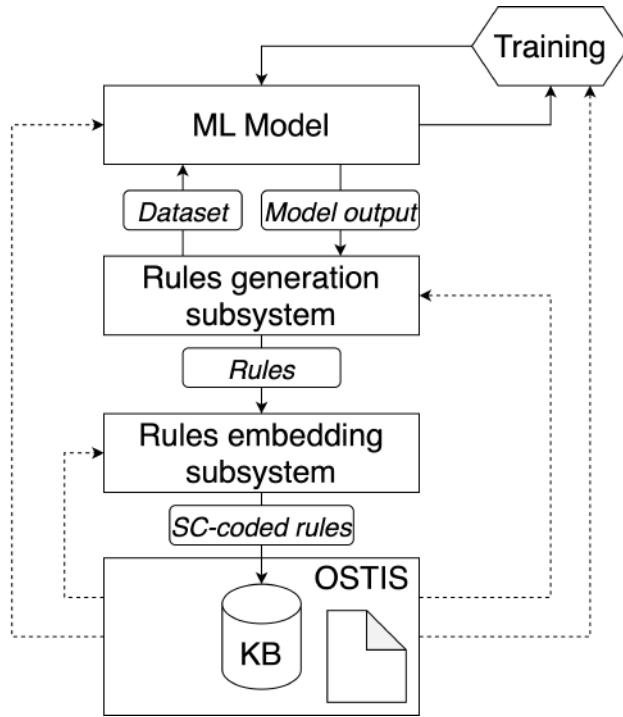 Training
ML Model
Dataset
Model output
Rules generation
subsystem
Rules
Rules embedding
subsystem
SC-coded rules
OSTIS
KB